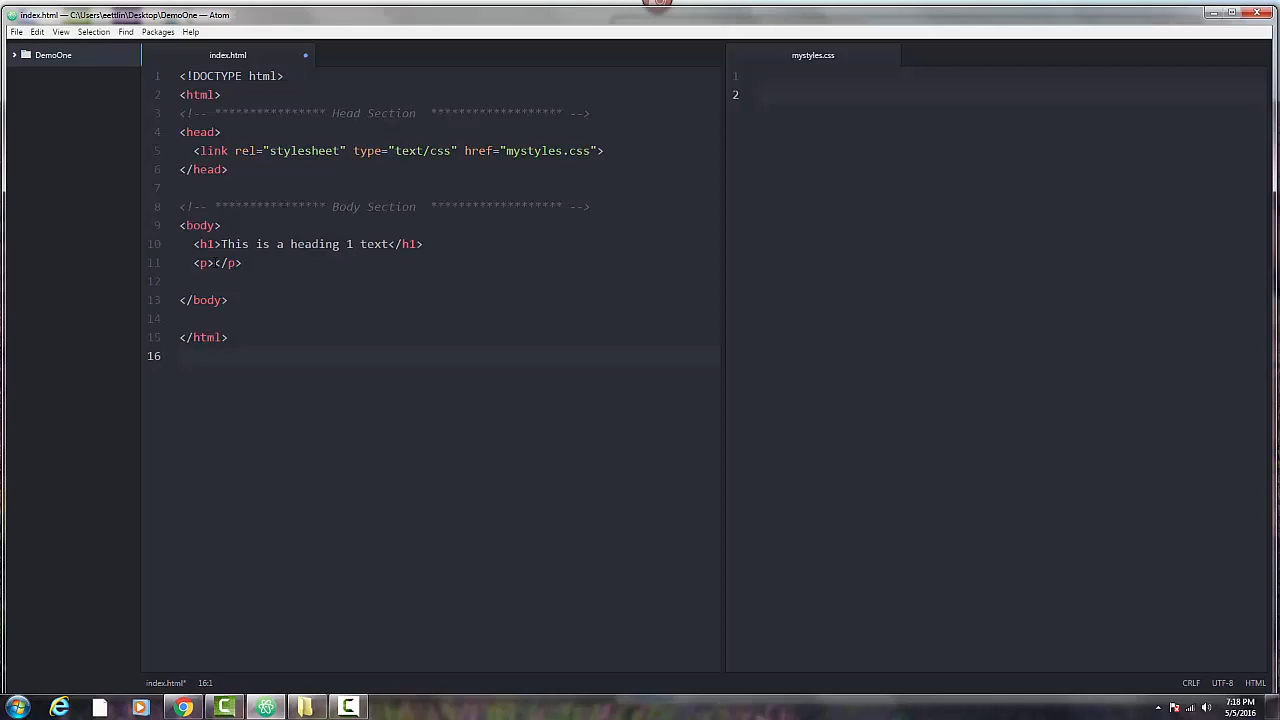 index.html — C:\Users\eettlin\Desktop\DemoOne — Atom
File Edit View Selection Find Packages Help
DemoOne
index.html
mystyles.css
1 <!DOCTYPE html>
2 <html>
3 <!-- **************** Head Section ******************* -->
4 <head>
5 <link rel="stylesheet" type="text/css" href="mystyles.css">
6 </head>
7
8 <!-- **************** Body Section ******************* -->
9 <body>
10 <h1>This is a heading 1 text</h1>
11 <p></p>
12
13 </body>
14
15 </html>
16
1
2
index.html* 16:1
CRLF UTF-8 HTML
7:18 PM
5/5/2016